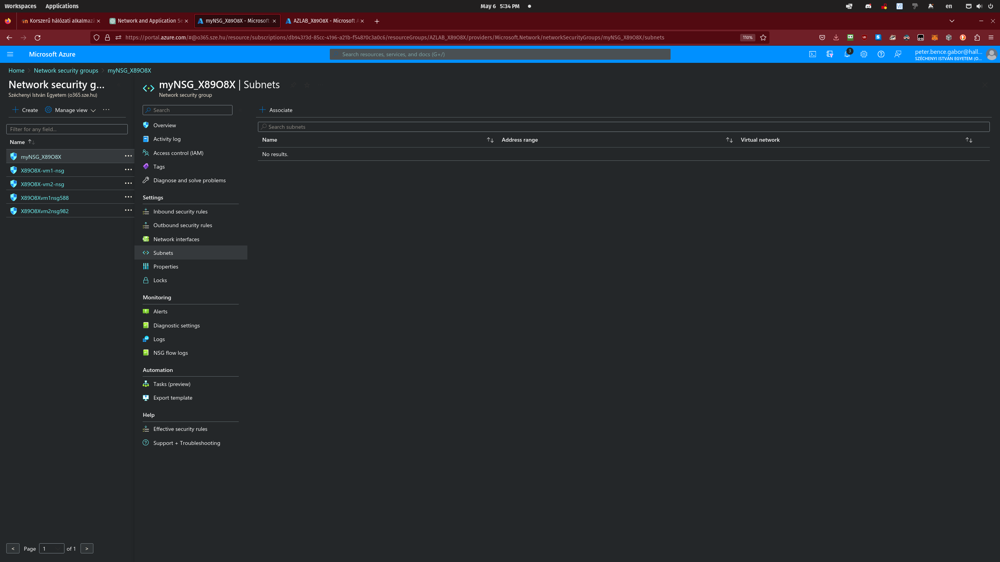 Workspaces Applications May 6 5:34 PM en
Korszerű hálózati alkalmazá Network and Application Se myNSG_X89O8X - Microsoft AZLAB_X89O8X - Microsoft A
https://portal.azure.com/#@o365.sze.hu/resource/subscriptions/db94373d-85cc-4196-a21b-f54870c3a0c6/resourceGroups/AZLAB_X89O8X/providers/Microsoft.Network/networkSecurityGroups/myNSG_X89O8X/subnets 110%
Microsoft Azure Search resources, services, and docs (G+/) 3 peter.bence.gabor@hall...
SZÉCHENYI ISTVÁN EGYETEM (O...
Home Network security groups myNSG_X89O8X
Network security g...
Széchenyi István Egyetem (o365.sze.hu)
Create Manage view
Filter for any field...
Name
myNSG_X89O8X
X89O8X-vm1-nsg
X89O8X-vm2-nsg
X89O8Xvm1nsg588
X89O8Xvm2nsg982
< Page 1 of 1 >
myNSG_X89O8X | Subnets
Network security group
Search
Overview
Activity log
Access control (IAM)
Tags
Diagnose and solve problems
Settings
Inbound security rules
Outbound security rules
Network interfaces
Subnets
Properties
Locks
Monitoring
Alerts
Diagnostic settings
Logs
NSG flow logs
Automation
Tasks (preview)
Export template
Help
Effective security rules
Support + Troubleshooting
Associate
Search subnets
Name Address range Virtual network
No results.